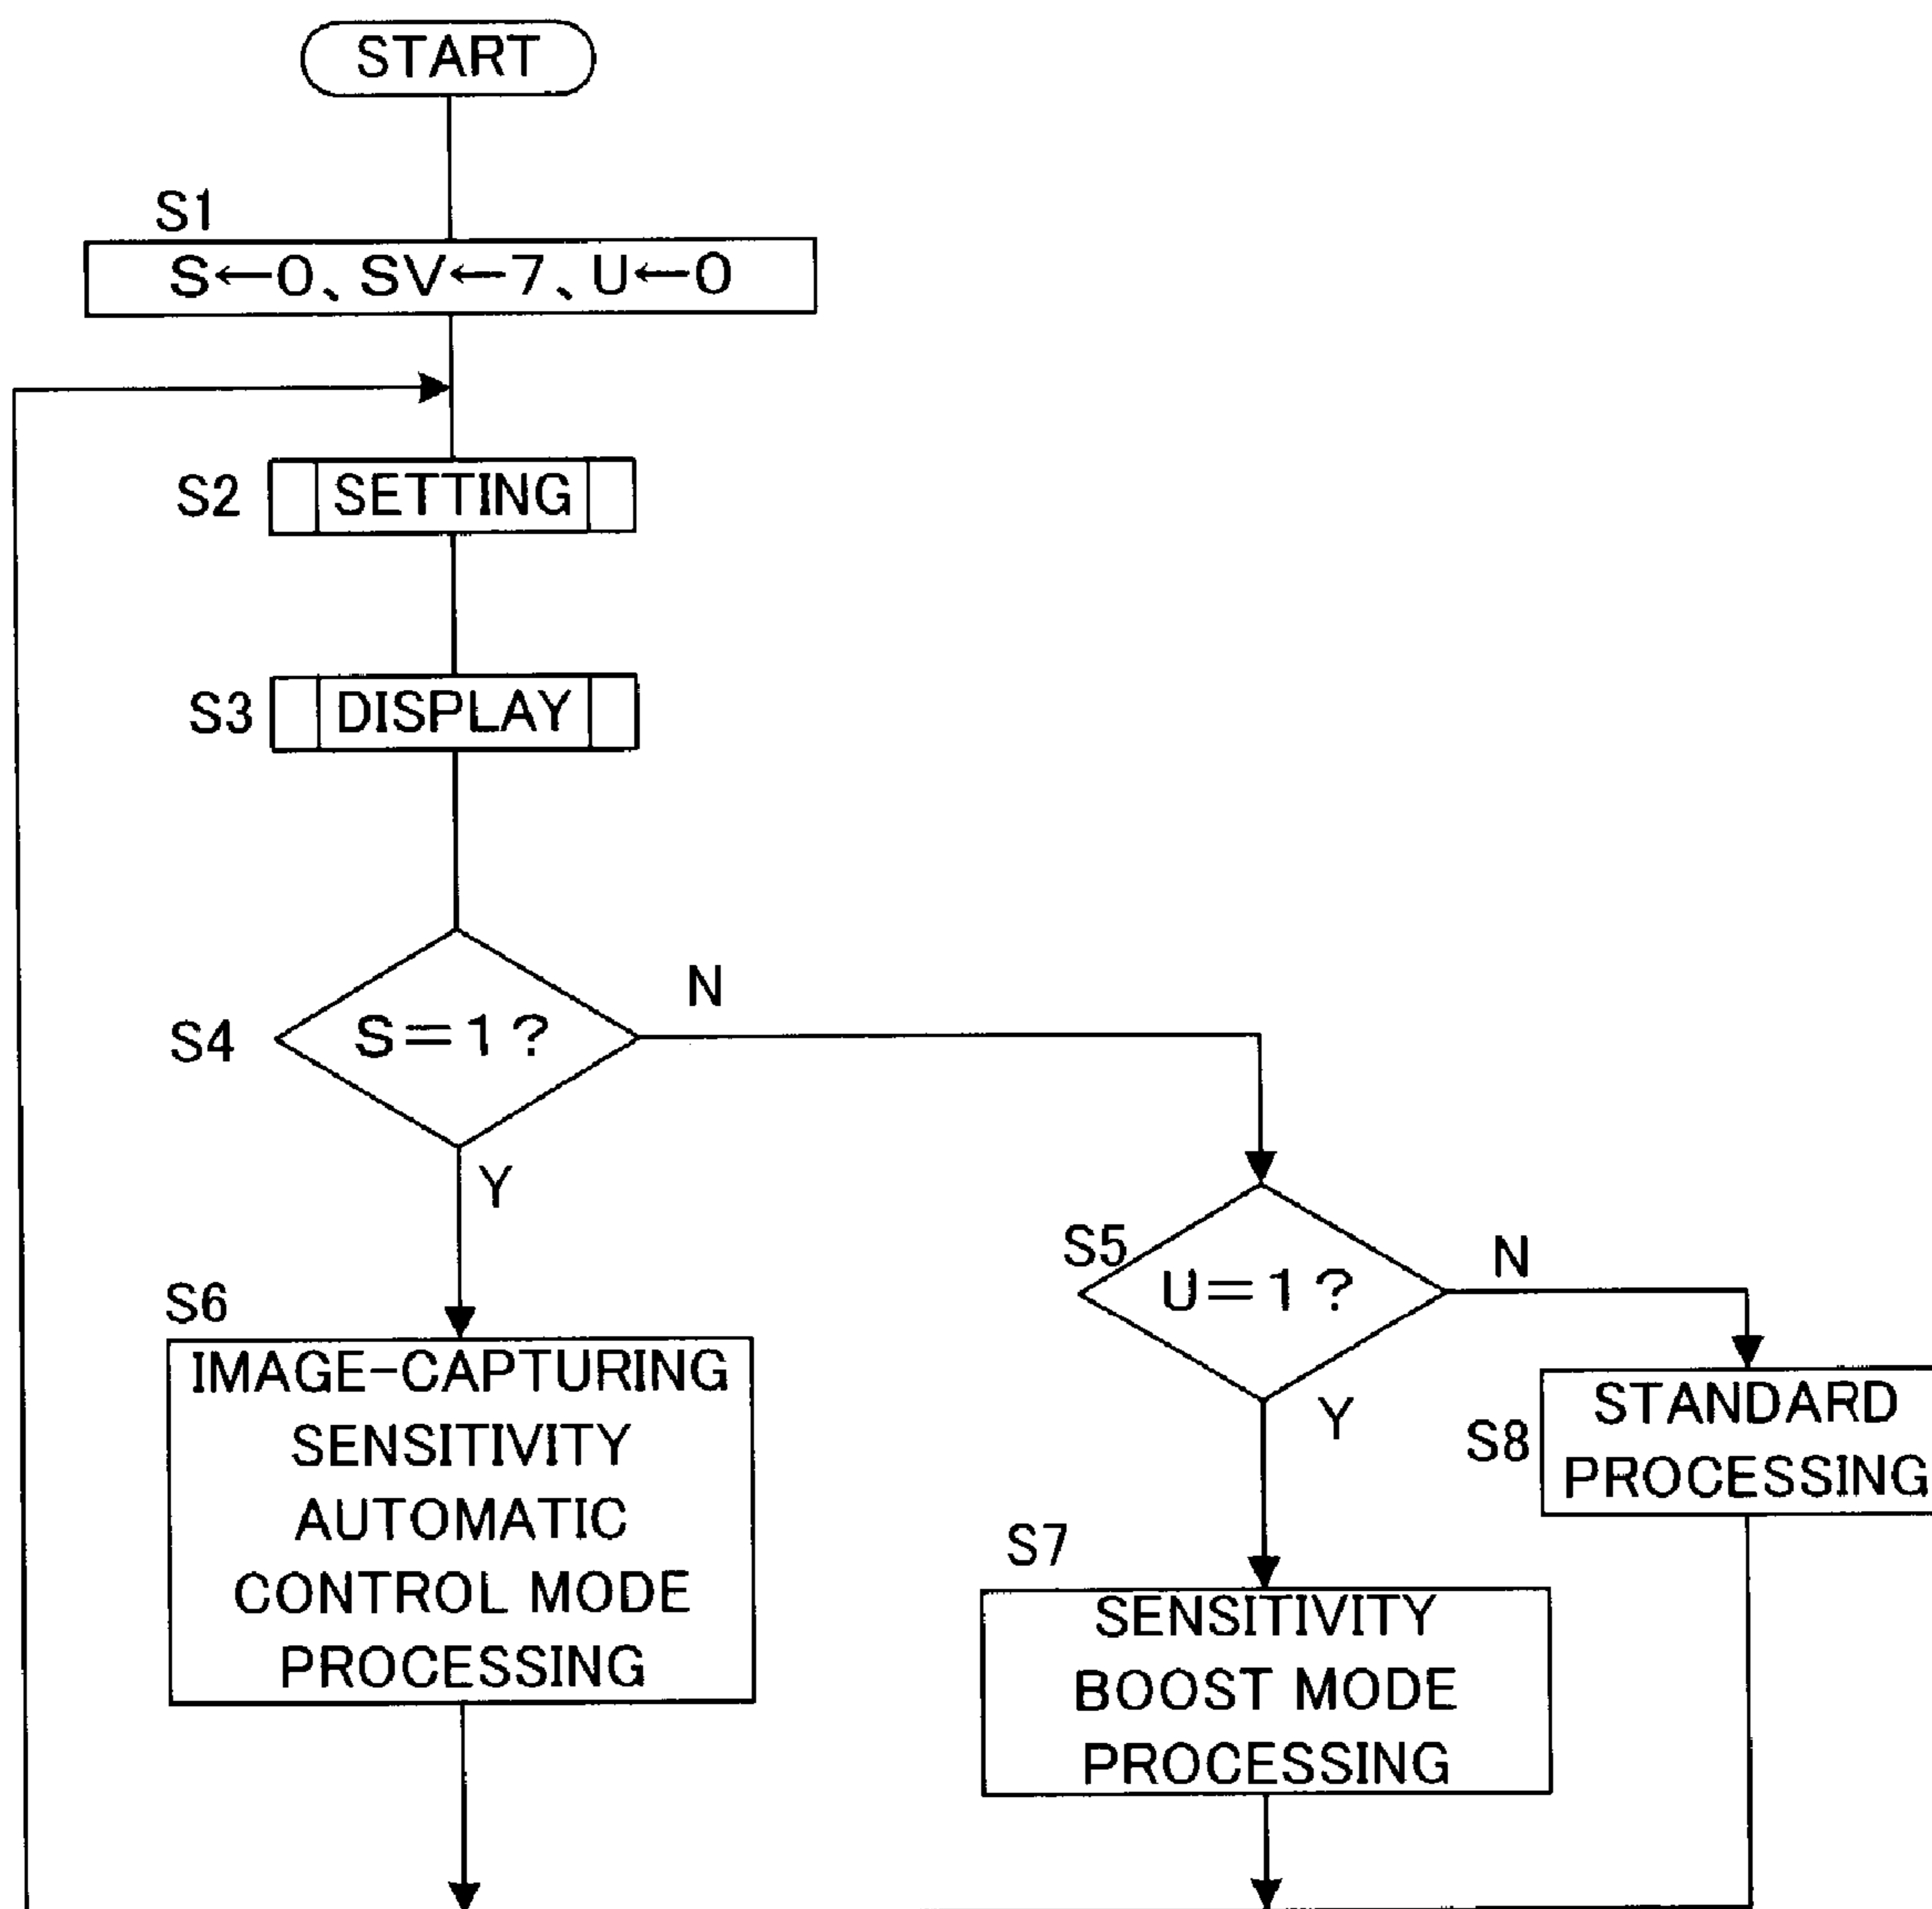 START
S1
S←0、SV←7、U←0
S2
SETTING
S3
DISPLAY
S4
S=1?
N
Y
S5
U=1?
N
Y
S6
IMAGE-CAPTURING
SENSITIVITY
AUTOMATIC
CONTROL MODE
PROCESSING
S7
SENSITIVITY
BOOST MODE
PROCESSING
S8
STANDARD
PROCESSING